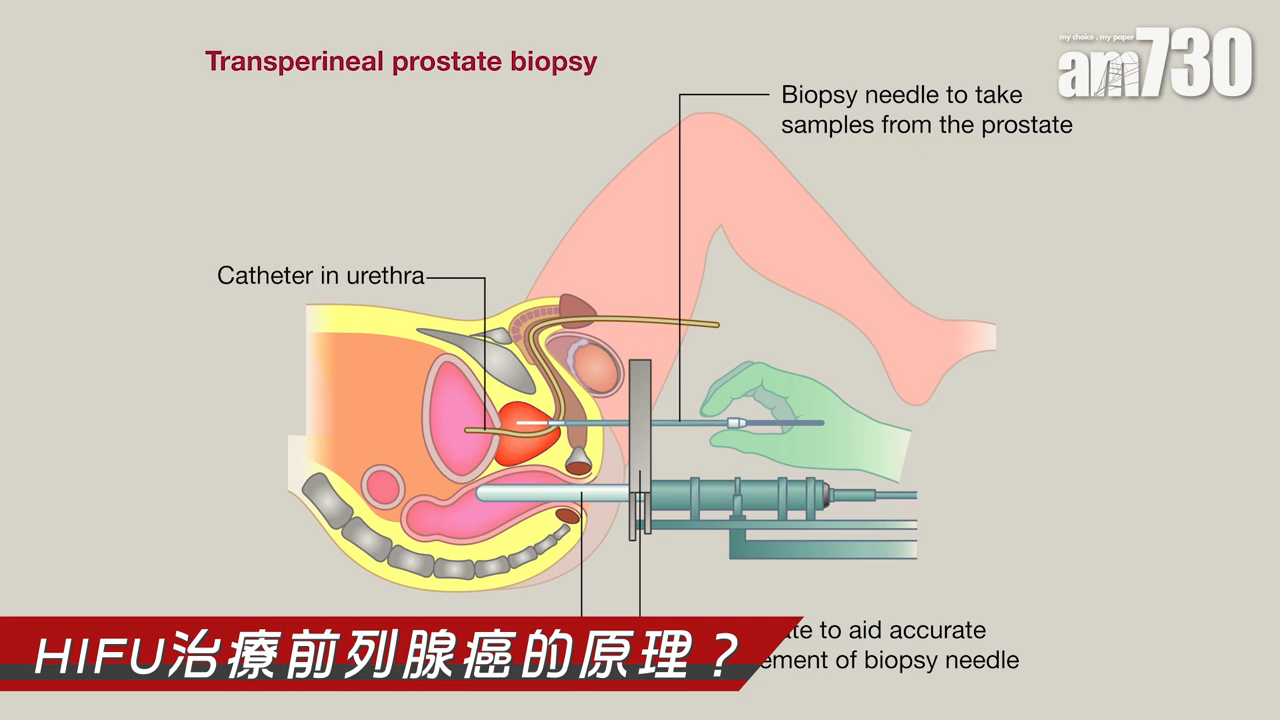 my choice . my paper
am730
Transperineal prostate biopsy
Biopsy needle to take
samples from the prostate
Catheter in urethra
to aid accurate
of biopsy needle
HIFU治療前列腺癌的原理？